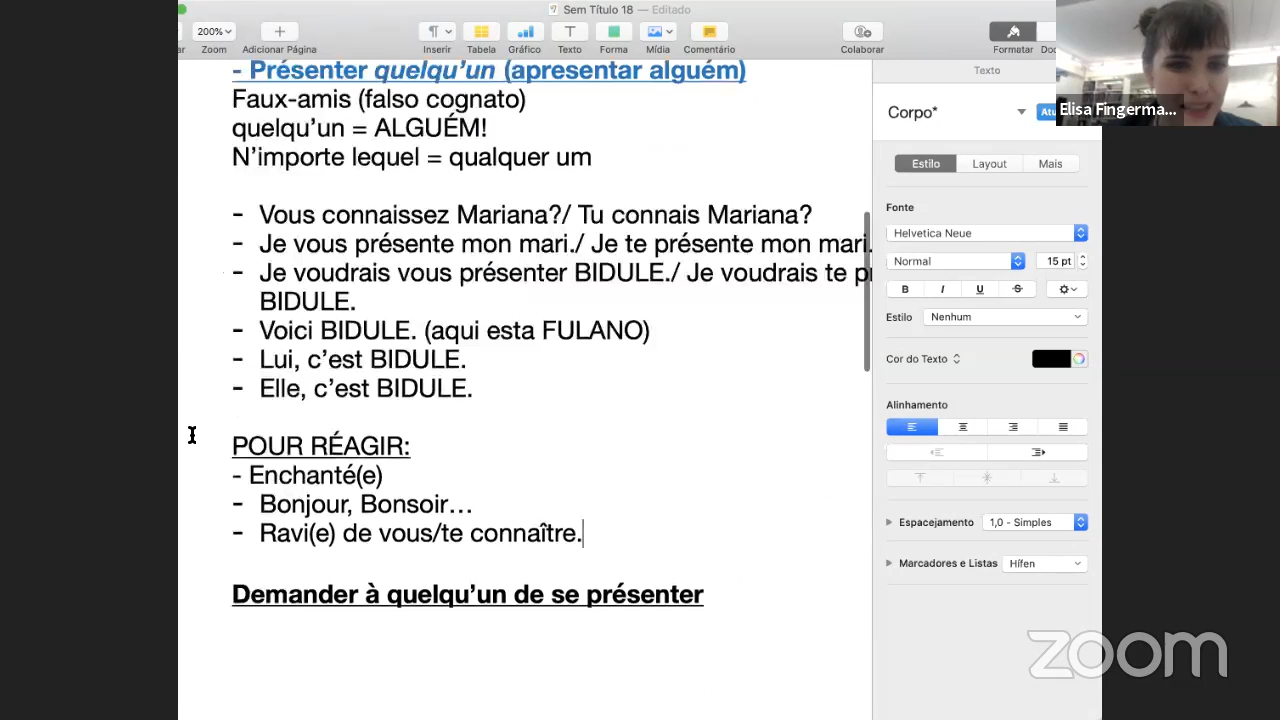 Sem Título 18 — Editado
200%
Zoom
Adicionar Página
Inserir
Tabela
Gráfico
Texto
Forma
Mídia
Comentário
Colaborar
Formatar
- Présenter quelqu'un (apresentar alguém)
Faux-amis (falso cognato)
quelqu'un = ALGUÉM!
N'importe lequel = qualquer um
- Vous connaissez Mariana?/ Tu connais Mariana?
- Je vous présente mon mari./ Je te présente mon mari.
- Je voudrais vous présenter BIDULE./ Je voudrais te
BIDULE.
- Voici BIDULE. (aqui esta FULANO)
- Lui, c'est BIDULE.
- Elle, c'est BIDULE.
POUR RÉAGIR:
- Enchanté(e)
- Bonjour, Bonsoir…
- Ravi(e) de vous/te connaître.
Demander à quelqu'un de se présenter
Texto
Corpo*
Estilo
Layout
Mais
Fonte
Helvetica Neue
Normal
15 pt
B I U S
Estilo
Nenhum
Cor do Texto
Alinhamento
Espacejamento
1,0 - Simples
Marcadores e Listas
Hífen
Elisa Fingerma...
zoom